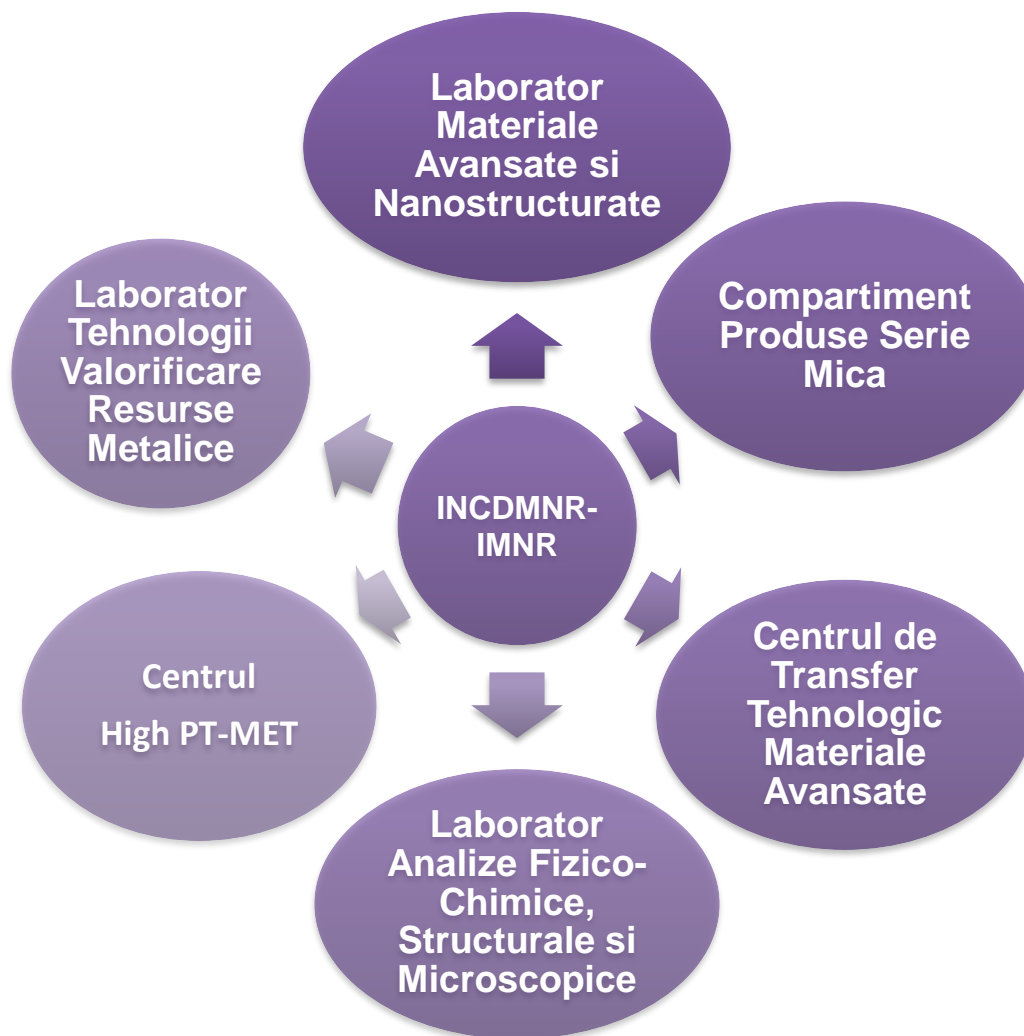 Laborator
Materiale
Avansate si
Nanostructurate
Compartiment
Produse Serie
Mica
Centrul de
Transfer
Tehnologic
Materiale
Avansate
Laborator
Analize Fizico-
Chimice,
Structurale si
Microscopice
Centrul
High PT-MET
Laborator
Tehnologii
Valorificare
Resurse
Metalice
INCDMNR-
IMNR